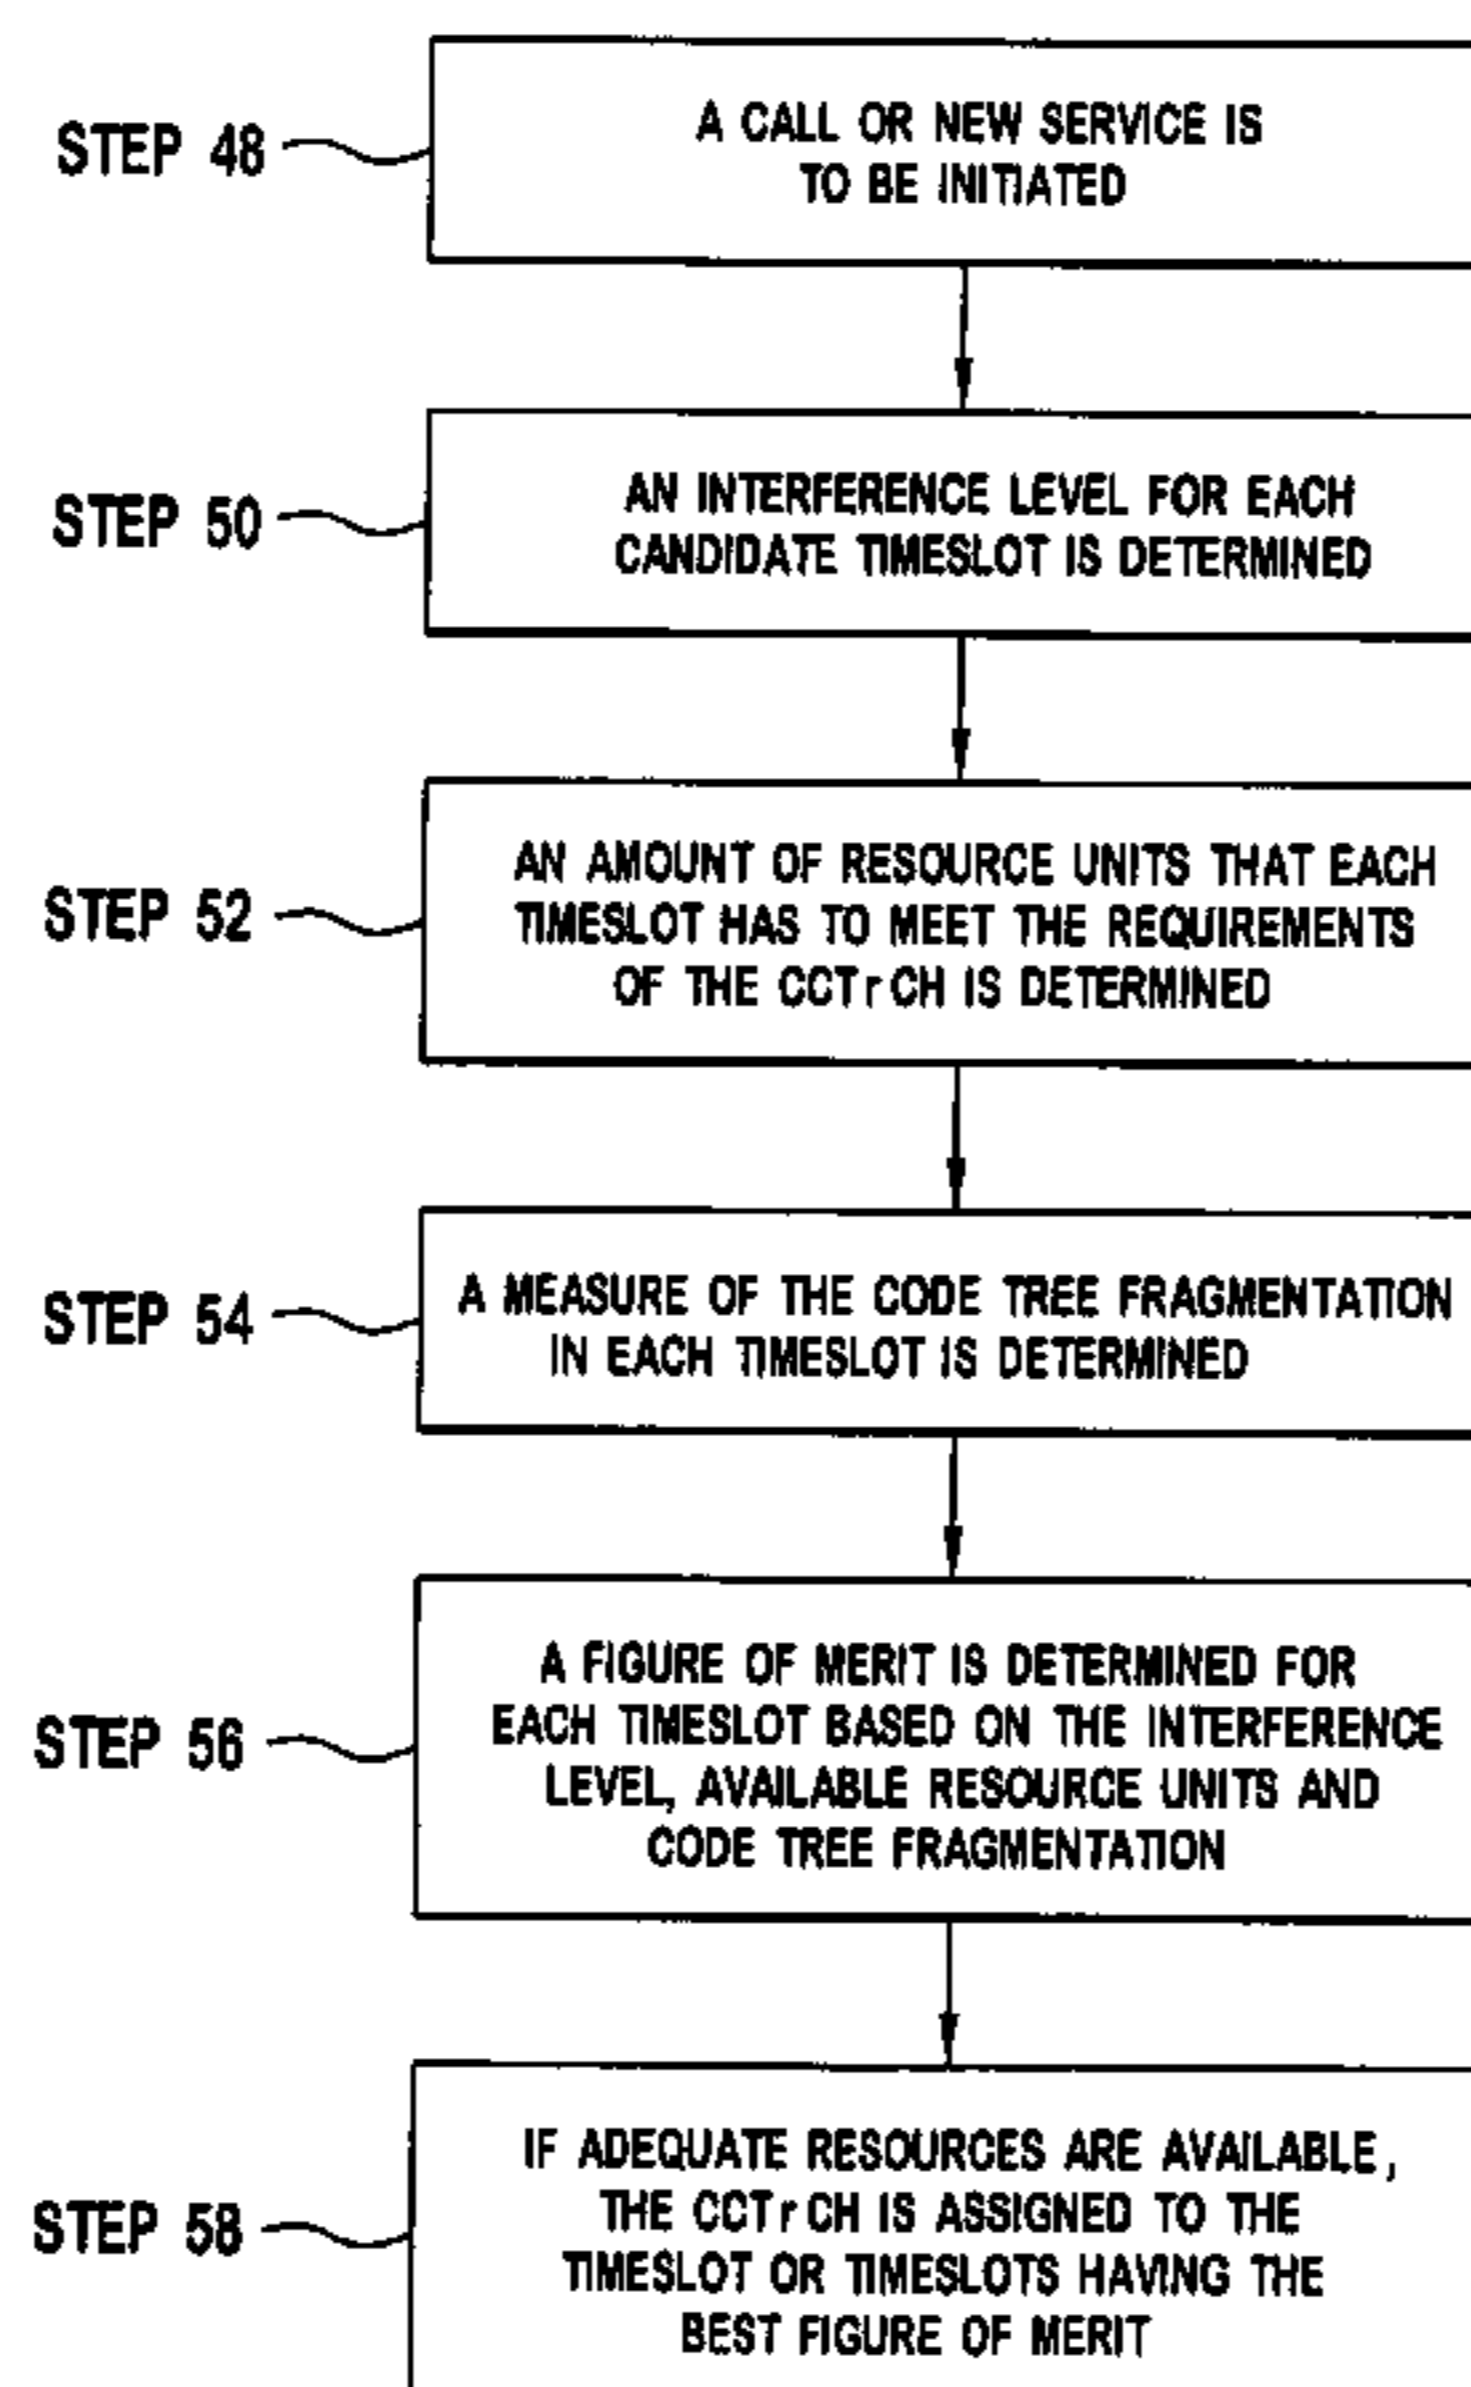 STEP 48
A CALL OR NEW SERVICE IS
TO BE INITIATED
STEP 50
AN INTERFERENCE LEVEL FOR EACH
CANDIDATE TIMESLOT IS DETERMINED
STEP 52
AN AMOUNT OF RESOURCE UNITS THAT EACH
TIMESLOT HAS TO MEET THE REQUIREMENTS
OF THE CCTrCH IS DETERMINED
STEP 54
A MEASURE OF THE CODE TREE FRAGMENTATION
IN EACH TIMESLOT IS DETERMINED
STEP 56
A FIGURE OF MERIT IS DETERMINED FOR
EACH TIMESLOT BASED ON THE INTERFERENCE
LEVEL, AVAILABLE RESOURCE UNITS AND
CODE TREE FRAGMENTATION
STEP 58
IF ADEQUATE RESOURCES ARE AVAILABLE,
THE CCTrCH IS ASSIGNED TO THE
TIMESLOT OR TIMESLOTS HAVING THE
BEST FIGURE OF MERIT